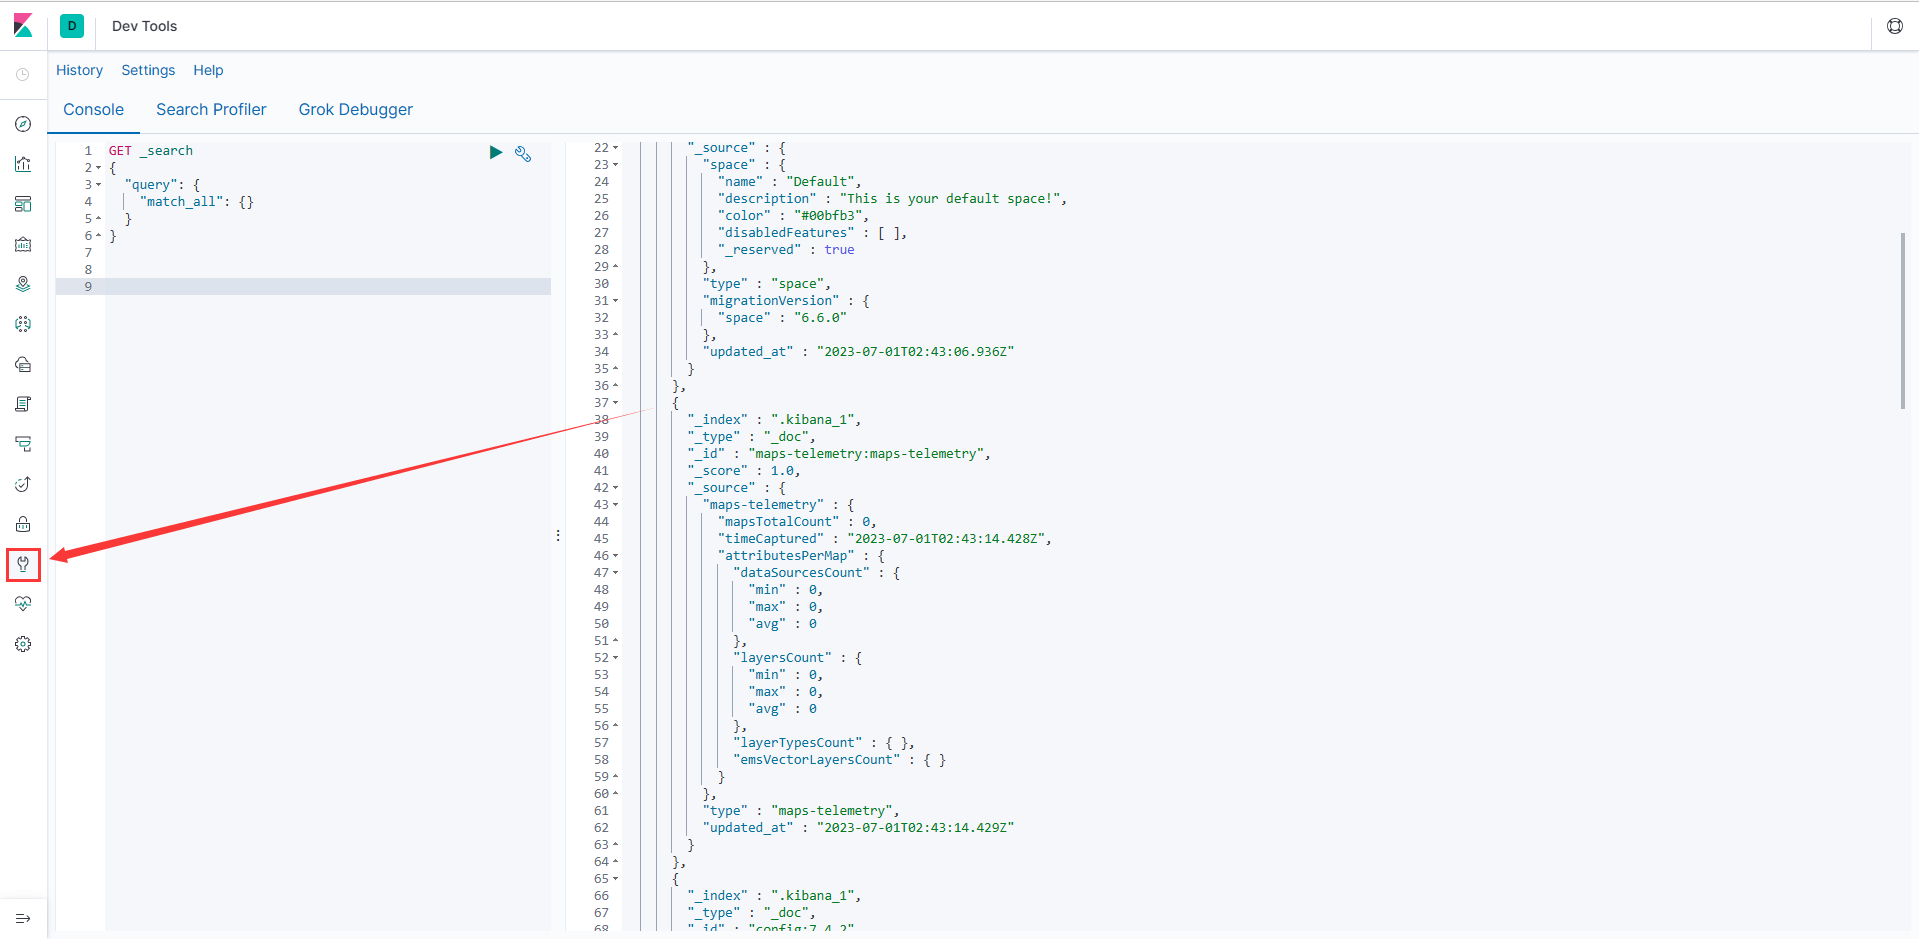 D Dev Tools
History Settings Help
Console Search Profiler Grok Debugger
1 GET _search
2 {
3 "query": {
4 "match_all": {}
5 }
6 }
7
8
9
22 "_source" : {
23 "space" : {
24 "name" : "Default",
25 "description" : "This is your default space!",
26 "color" : "#00bfb3",
27 "disabledFeatures" : [ ],
28 "_reserved" : true
29 },
30 "type" : "space",
31 "migrationVersion" : {
32 "space" : "6.6.0"
33 },
34 "updated_at" : "2023-07-01T02:43:06.936Z"
35 }
36 },
37 {
38 "_index" : ".kibana_1",
39 "_type" : "_doc",
40 "_id" : "maps-telemetry:maps-telemetry",
41 "_score" : 1.0,
42 "_source" : {
43 "maps-telemetry" : {
44 "mapsTotalCount" : 0,
45 "timeCaptured" : "2023-07-01T02:43:14.428Z",
46 "attributesPerMap" : {
47 "dataSourcesCount" : {
48 "min" : 0,
49 "max" : 0,
50 "avg" : 0
51 },
52 "layersCount" : {
53 "min" : 0,
54 "max" : 0,
55 "avg" : 0
56 },
57 "layerTypesCount" : { },
58 "emsVectorLayersCount" : { }
59 }
60 },
61 "type" : "maps-telemetry",
62 "updated_at" : "2023-07-01T02:43:14.429Z"
63 }
64 },
65 {
66 "_index" : ".kibana_1",
67 "_type" : "_doc",
68 "_id" : "config:7.4.2"